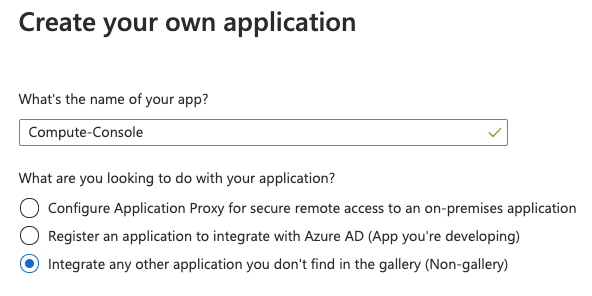 Create your own application
What's the name of your app?
Compute-Console
What are you looking to do with your application?
Configure Application Proxy for secure remote access to an on-premises application
Register an application to integrate with Azure AD (App you're developing)
Integrate any other application you don't find in the gallery (Non-gallery)